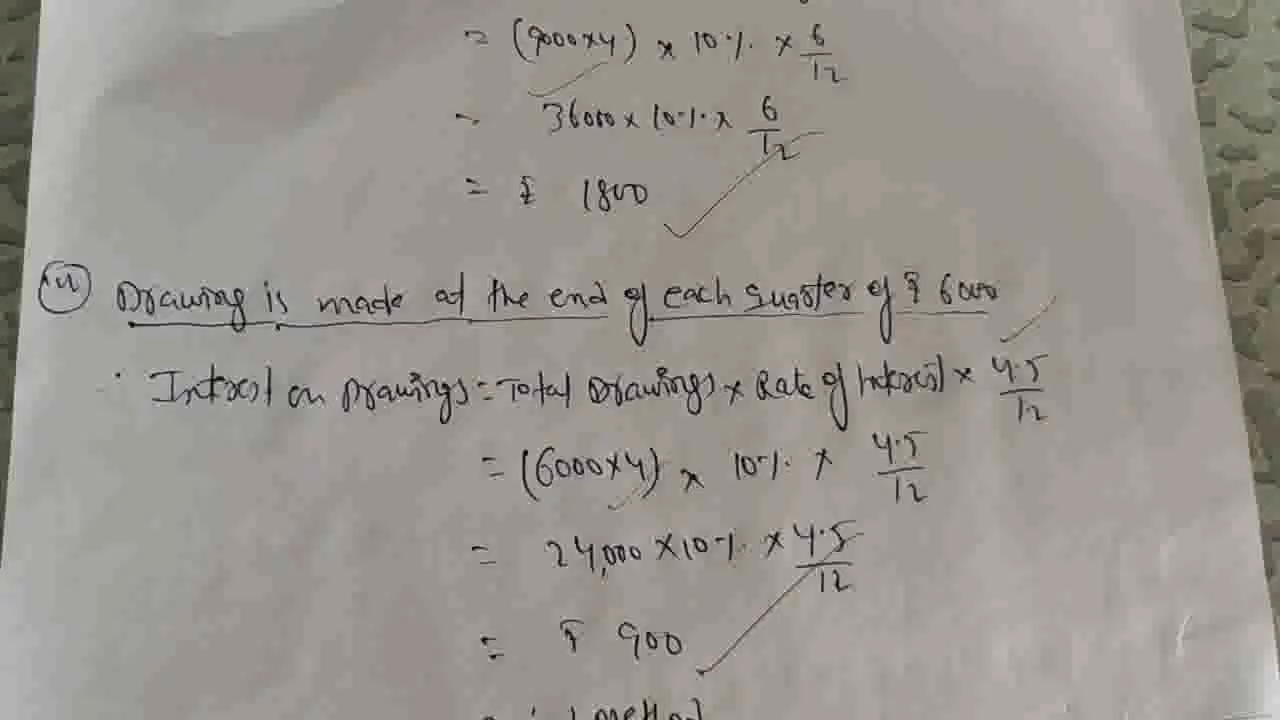 = (9000×4) × 10% × 6/12
= 36000 × 10% × 6/12
= ₹ 1800
Drawing is made at the end of each Quarter of ₹ 6000
Interest on Drawings = Total Drawings × Rate of Interest × 4.5/12
= (6000×4) × 10% × 4.5/12
= 24,000 × 10% × 4.5/12
= ₹ 900
method